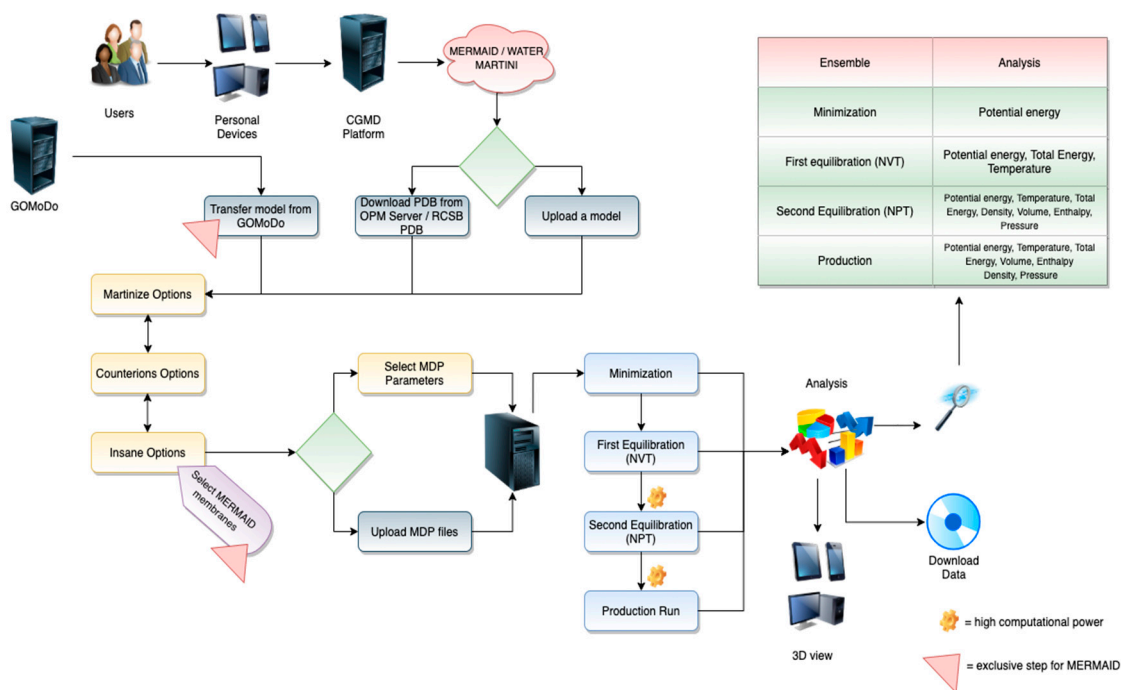 MERMAID / WATER
MARTINI
Users
Personal
Devices
CGMD
Platform
GOMoDo
Transfer model from
GOMoDo
Download PDB from
OPM Server / RCSB
PDB
Upload a model
Martinize Options
Counterions Options
Insane Options
Select MERMAID
membranes
Select MDP
Parameters
Upload MDP files
Minimization
First Equilibration
(NVT)
Second Equilibration
(NPT)
Production Run
Analysis
3D view
Download
Data
Ensemble
Analysis
Minimization
Potential energy
First equilibration (NVT)
Potential energy, Total Energy,
Temperature
Second Equilibration (NPT)
Potential energy, Temperature, Total
Energy, Density, Volume, Enthalpy,
Pressure
Production
Potential energy, Temperature, Total
Energy, Volume, Enthalpy
Density, Pressure
= high computational power
= exclusive step for MERMAID